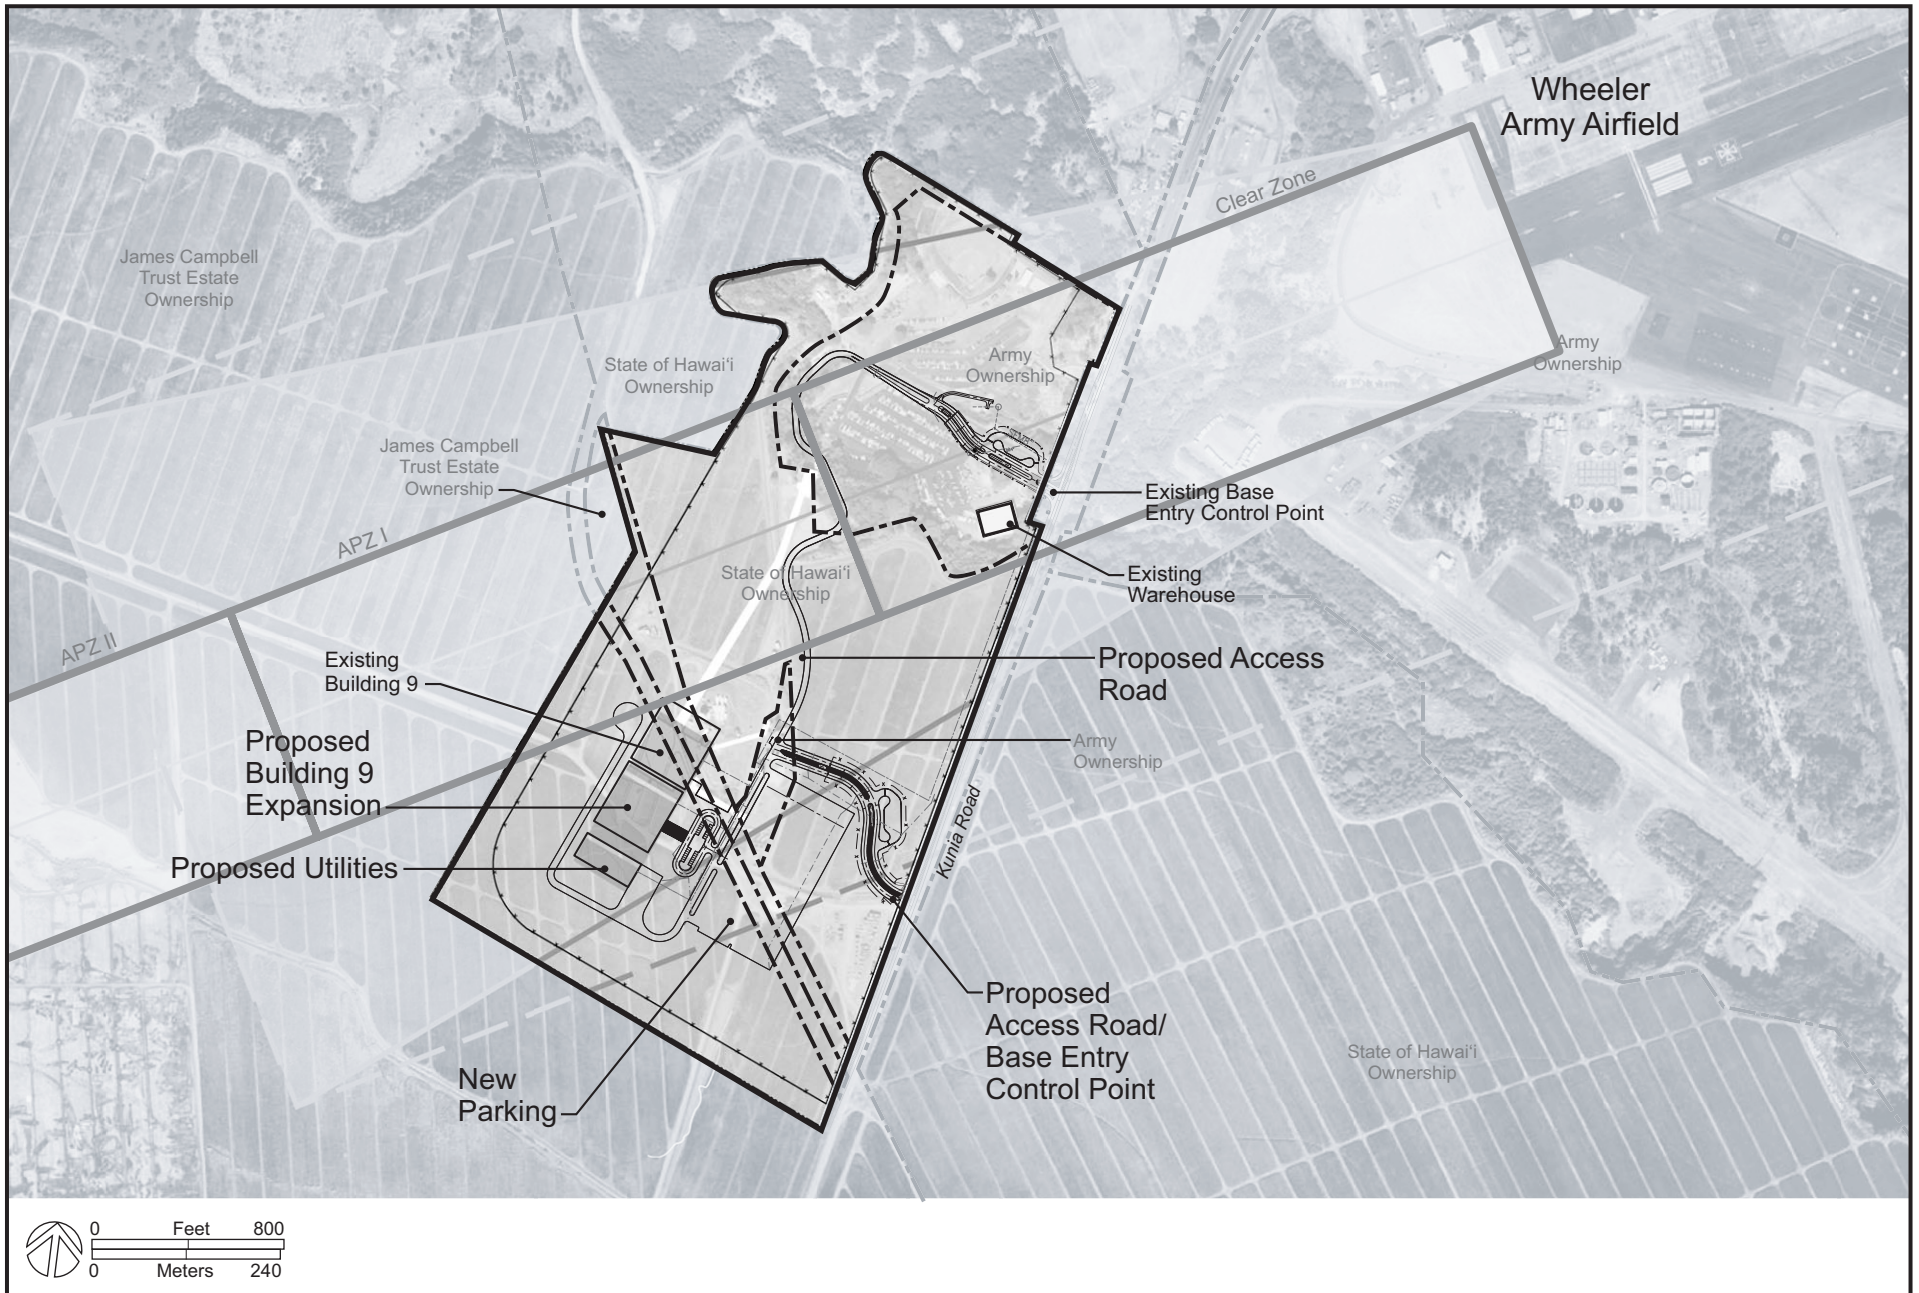 Wheeler
Army Airfield
Clear Zone
James Campbell
Trust Estate
Ownership
State of Hawai‘i
Ownership
Army
Ownership
Army
Ownership
James Campbell
Trust Estate
Ownership
Existing Base
Entry Control Point
APZ I
State of Hawai‘i
Ownership
Existing
Warehouse
APZ II
Existing
Building 9
Proposed Access
Road
Proposed
Building 9
Expansion
Army
Ownership
Kunia Road
Proposed Utilities
Proposed
Access Road/
Base Entry
Control Point
State of Hawai‘i
Ownership
New
Parking
0 Feet 800
0 Meters 240